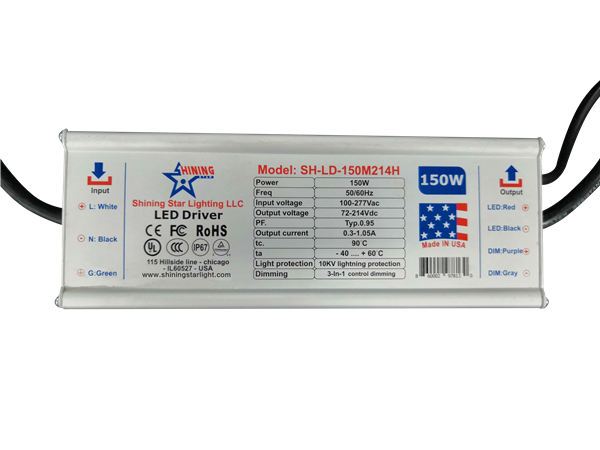 Input
L: White
N: Black
G:Green
SHINING
STAR
Shining Star Lighting LLC
LED Driver
CE RoHS
UL CCC IP67
115 Hillside line - chicago
- IL60527 - USA
www.shiningstarlight.com
Model: SH-LD-150M214H
Power 150W
Freq 50/60Hz
Input voltage 100-277Vac
Output voltage 72-214Vdc
PF. Typ.0.95
Output current 0.3-1.05A
tc. 90°C
ta - 40 .... + 60 C
Light protection 10KV lightning protection
Dimming 3-In-1 control dimming
150W
Made In USA
Output
LED:Red
LED:Black
DIM:Purple
DIM:Gray